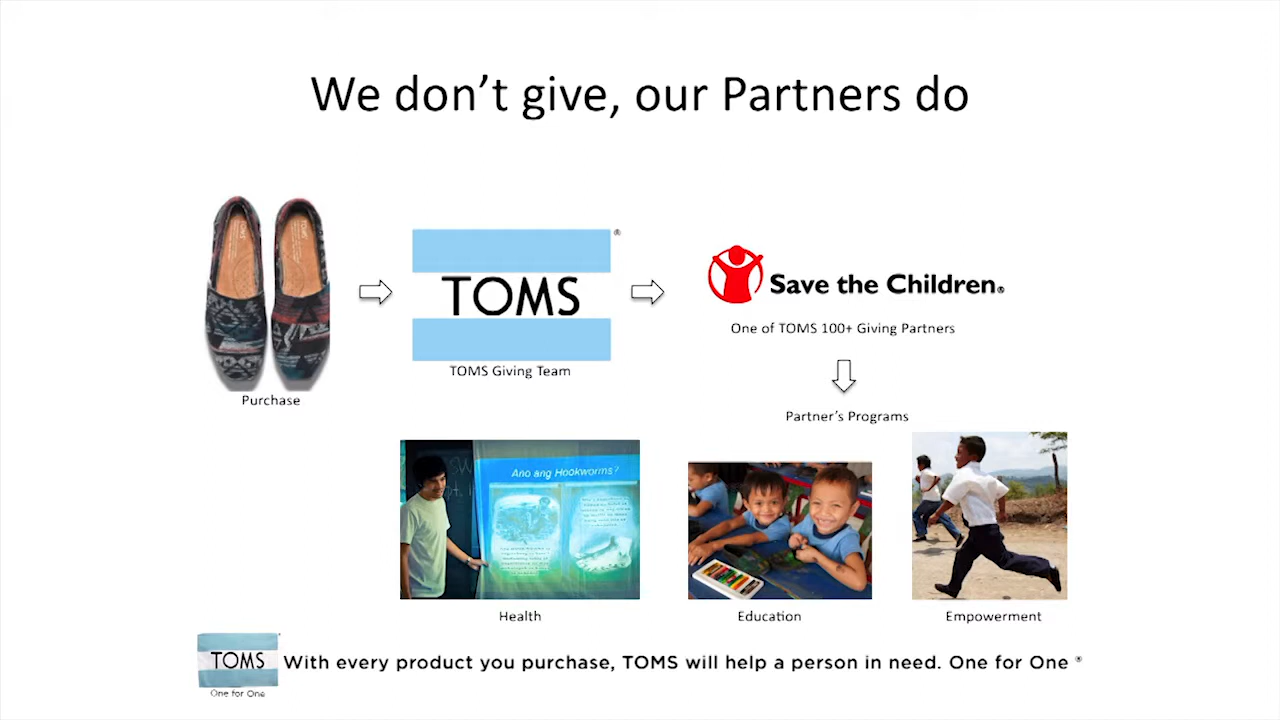 We don't give, our Partners do
TOMS
Save the Children®
One of TOMS 100+ Giving Partners
TOMS Giving Team
Purchase
Partner's Programs
Ano ang Hookworms?
Health
Education
Empowerment
TOMS
One for One
With every product you purchase, TOMS will help a person in need. One for One ®